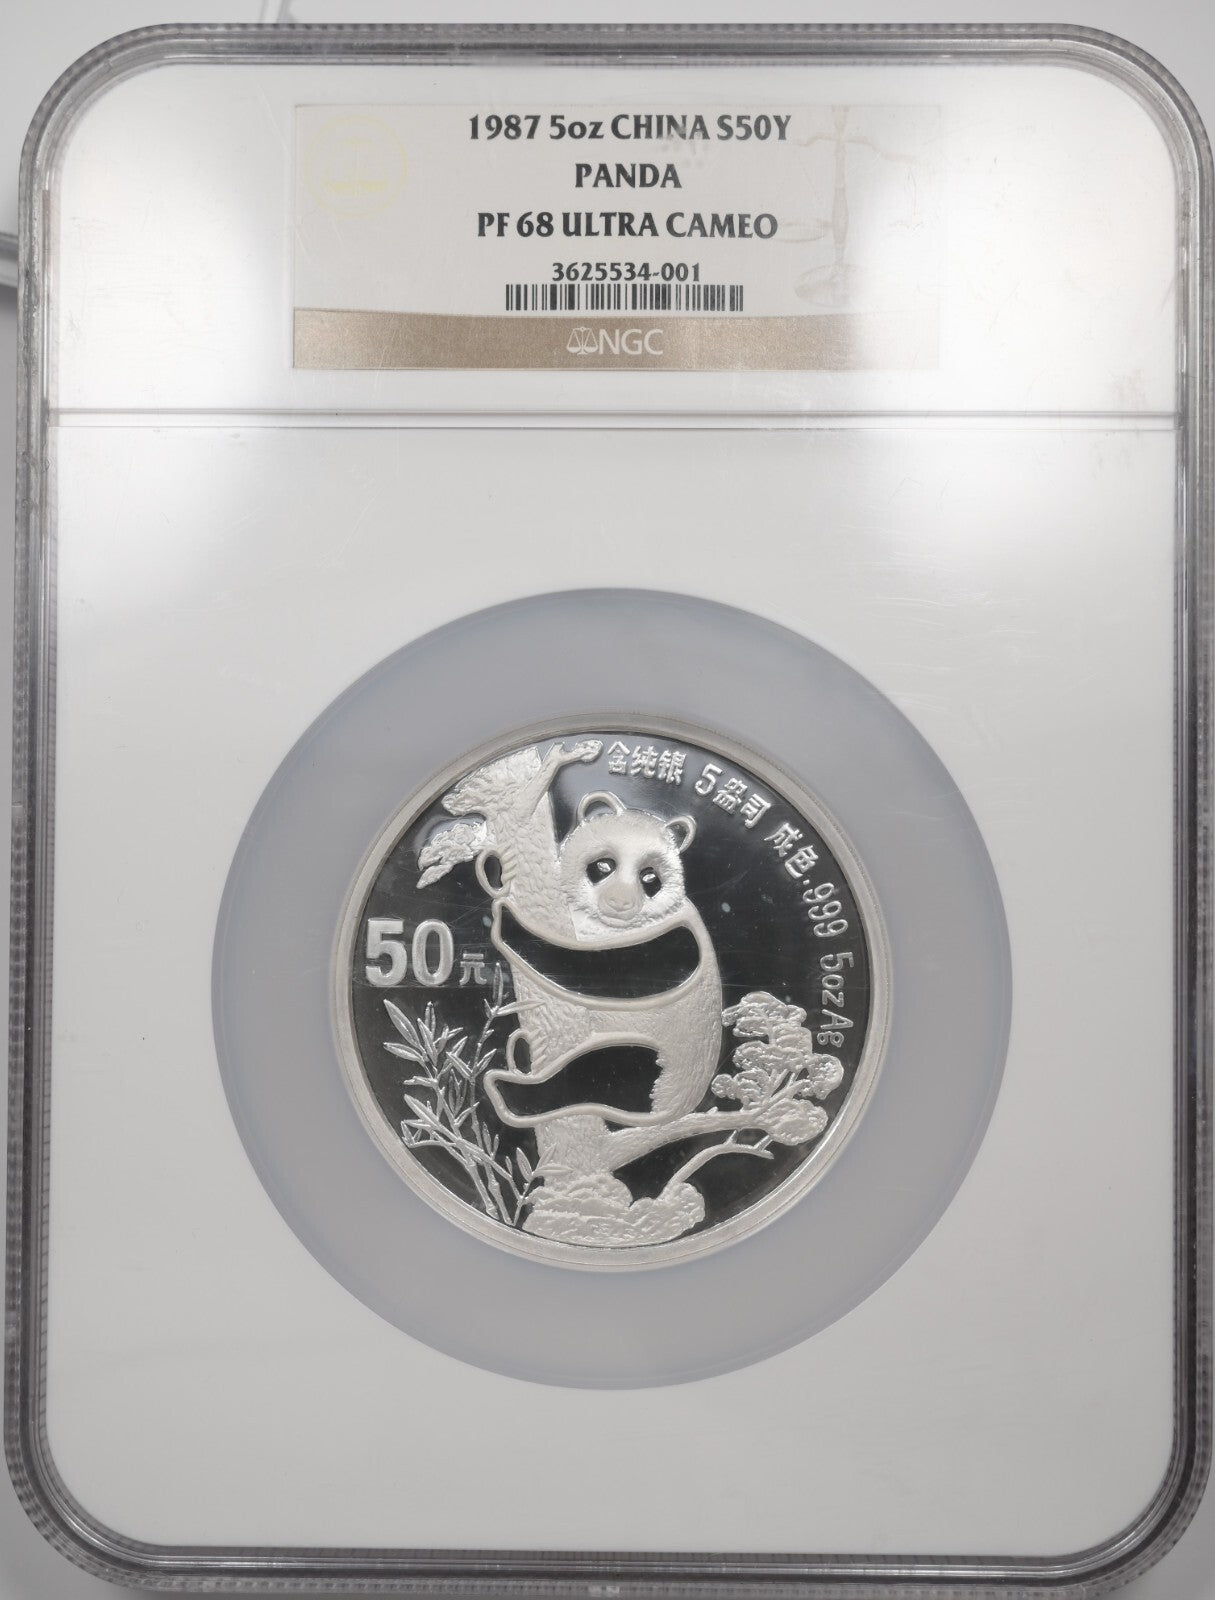 1987 5oz CHINA S50Y
PANDA
PF 68 ULTRA CAMEO
3625534-001
NGC
含纯银 5盎司 成色.999 5ozAg
50元